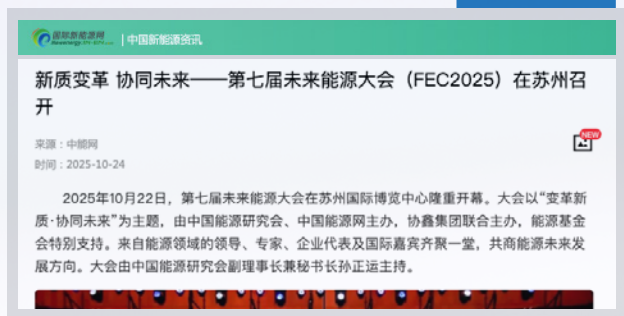 国际新能源网
中国新能源资讯
新质变革 协同未来——第七届未来能源大会（FEC2025）在苏州召
开
来源：中能网
NEW
时间：2025-10-24
2025年10月22日，第七届未来能源大会在苏州国际博览中心隆重开幕。大会以“变革新
质·协同未来”为主题，由中国能源研究会、中国能源网主办，协鑫集团联合主办，能源基金
会特别支持。来自能源领域的领导、专家、企业代表及国际嘉宾齐聚一堂，共商能源未来发
展方向。大会由中国能源研究会副理事长兼秘书长孙正运主持。